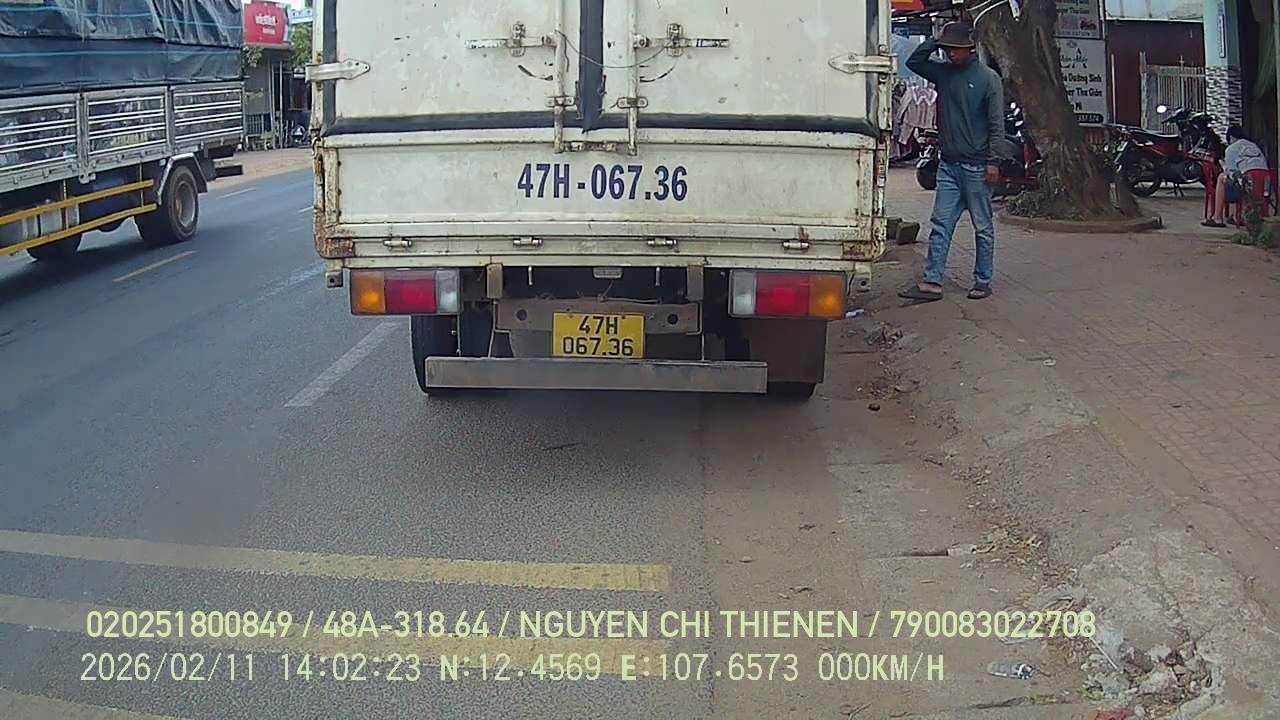 47H-067.36
47H
067.36
020251800849 / 48A-318.64 / NGUYEN CHI THIENEN / 790083022708
2026/02/11 14:02:23 N:12.4569 E:107.6573 000KM/H